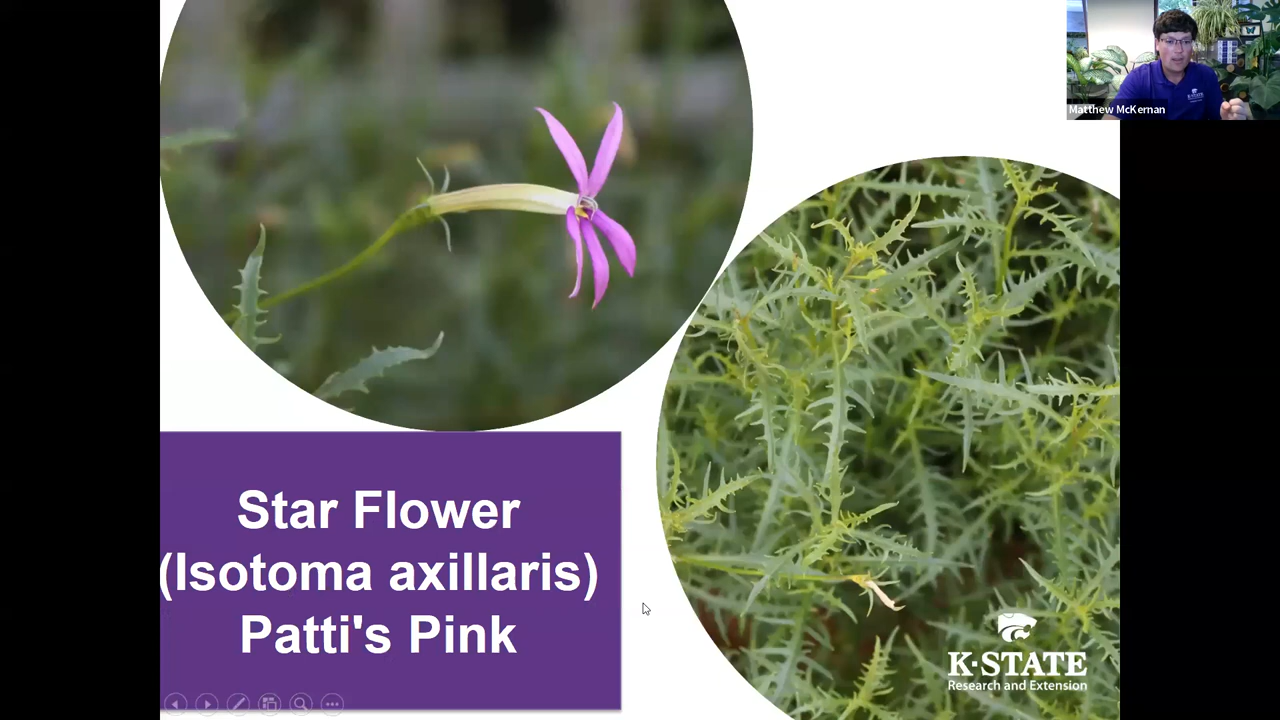 Matthew McKernan
Star Flower
(Isotoma axillaris)
Patti's Pink
K-STATE
Research and Extension